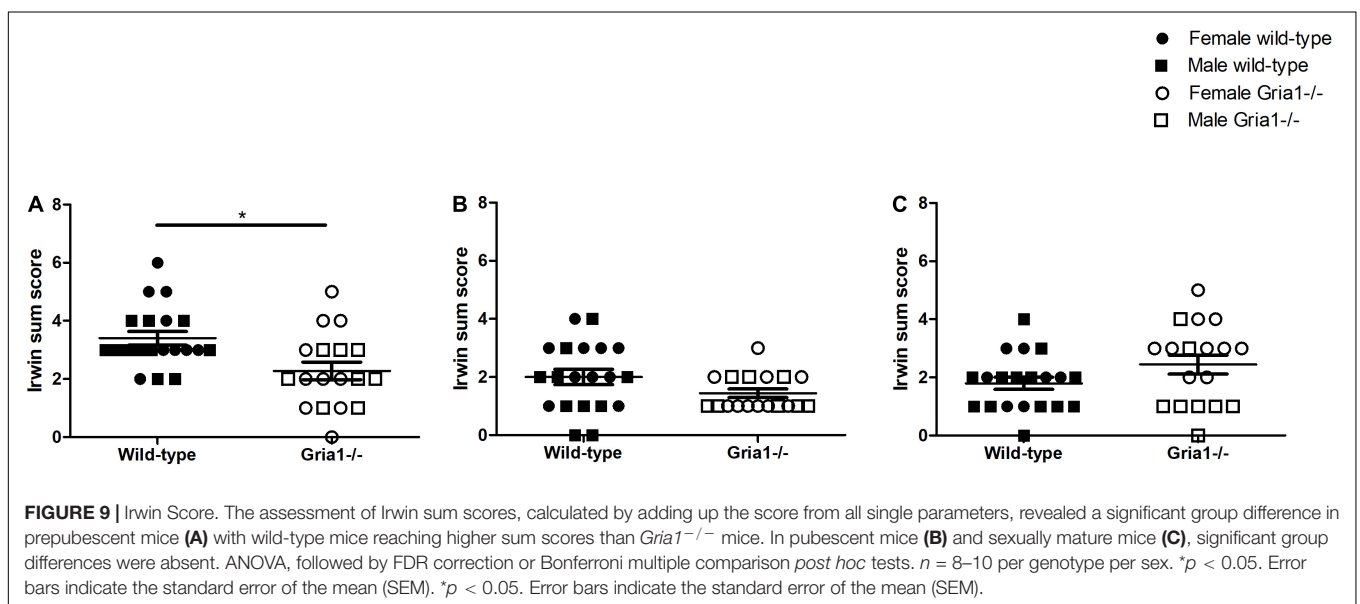 Female wild-type
Male wild-type
Female Gria1-/-
Male Gria1-/-
A
8
6
4
2
0
Irwin sum score
*
Wild-type
Gria1-/-
B
8
6
4
2
0
Irwin sum score
Wild-type
Gria1-/-
C
8
6
4
2
0
Irwin sum score
Wild-type
Gria1-/-
FIGURE 9 | Irwin Score. The assessment of Irwin sum scores, calculated by adding up the score from all single parameters, revealed a significant group difference in
prepubescent mice (A) with wild-type mice reaching higher sum scores than Gria1−/− mice. In pubescent mice (B) and sexually mature mice (C), significant group
differences were absent. ANOVA, followed by FDR correction or Bonferroni multiple comparison post hoc tests. n = 8–10 per genotype per sex. *p < 0.05. Error
bars indicate the standard error of the mean (SEM). *p < 0.05. Error bars indicate the standard error of the mean (SEM).